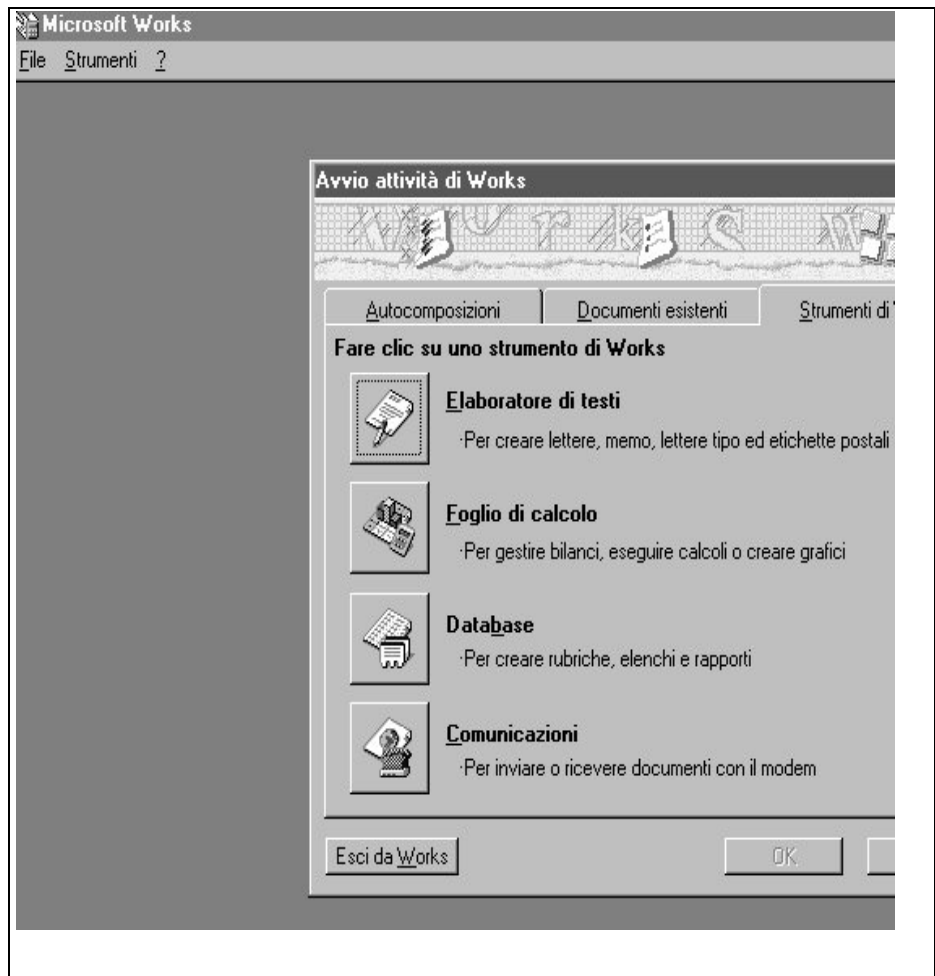 Microsoft Works
File Strumenti ?
Avvio attività di Works
Autocomposizioni Documenti esistenti Strumenti di
Fare clic su uno strumento di Works
Elaboratore di testi
·Per creare lettere, memo, lettere tipo ed etichette postali
Foglio di calcolo
·Per gestire bilanci, eseguire calcoli o creare grafici
Database
·Per creare rubriche, elenchi e rapporti
Comunicazioni
·Per inviare o ricevere documenti con il modem
Esci da Works OK